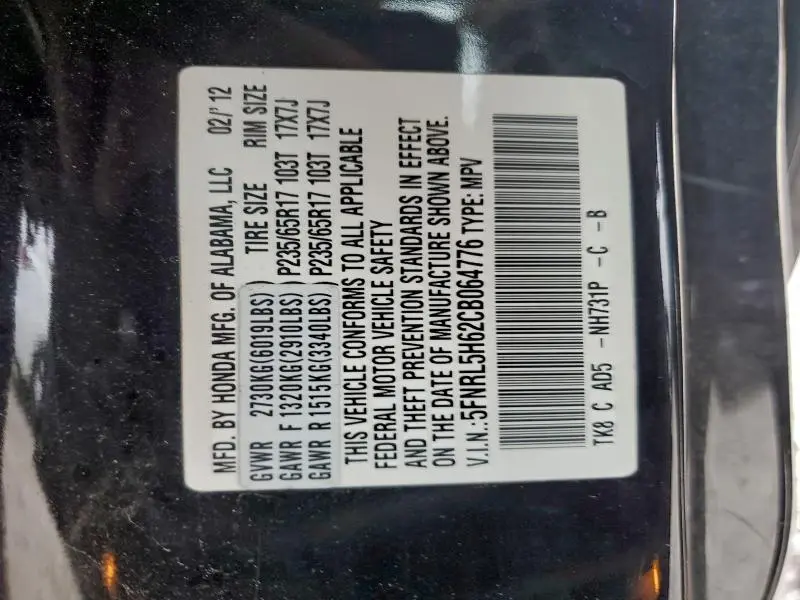 MFD. BY HONDA MFG. OF ALABAMA, LLC 02/'12
GVWR 2730KG(6019LBS) TIRE SIZE RIM SIZE
GAWR F 1320KG(2910LBS) P235/65R17 103T 17X7J
GAWR R 1515KG(3340LBS) P235/65R17 103T 17X7J
THIS VEHICLE CONFORMS TO ALL APPLICABLE
FEDERAL MOTOR VEHICLE SAFETY
AND THEFT PREVENTION STANDARDS IN EFFECT
ON THE DATE OF MANUFACTURE SHOWN ABOVE.
V.I.N.:5FNRL5H62CB064776 TYPE: MPV
TK8 C AD5 -NH731P -C -B